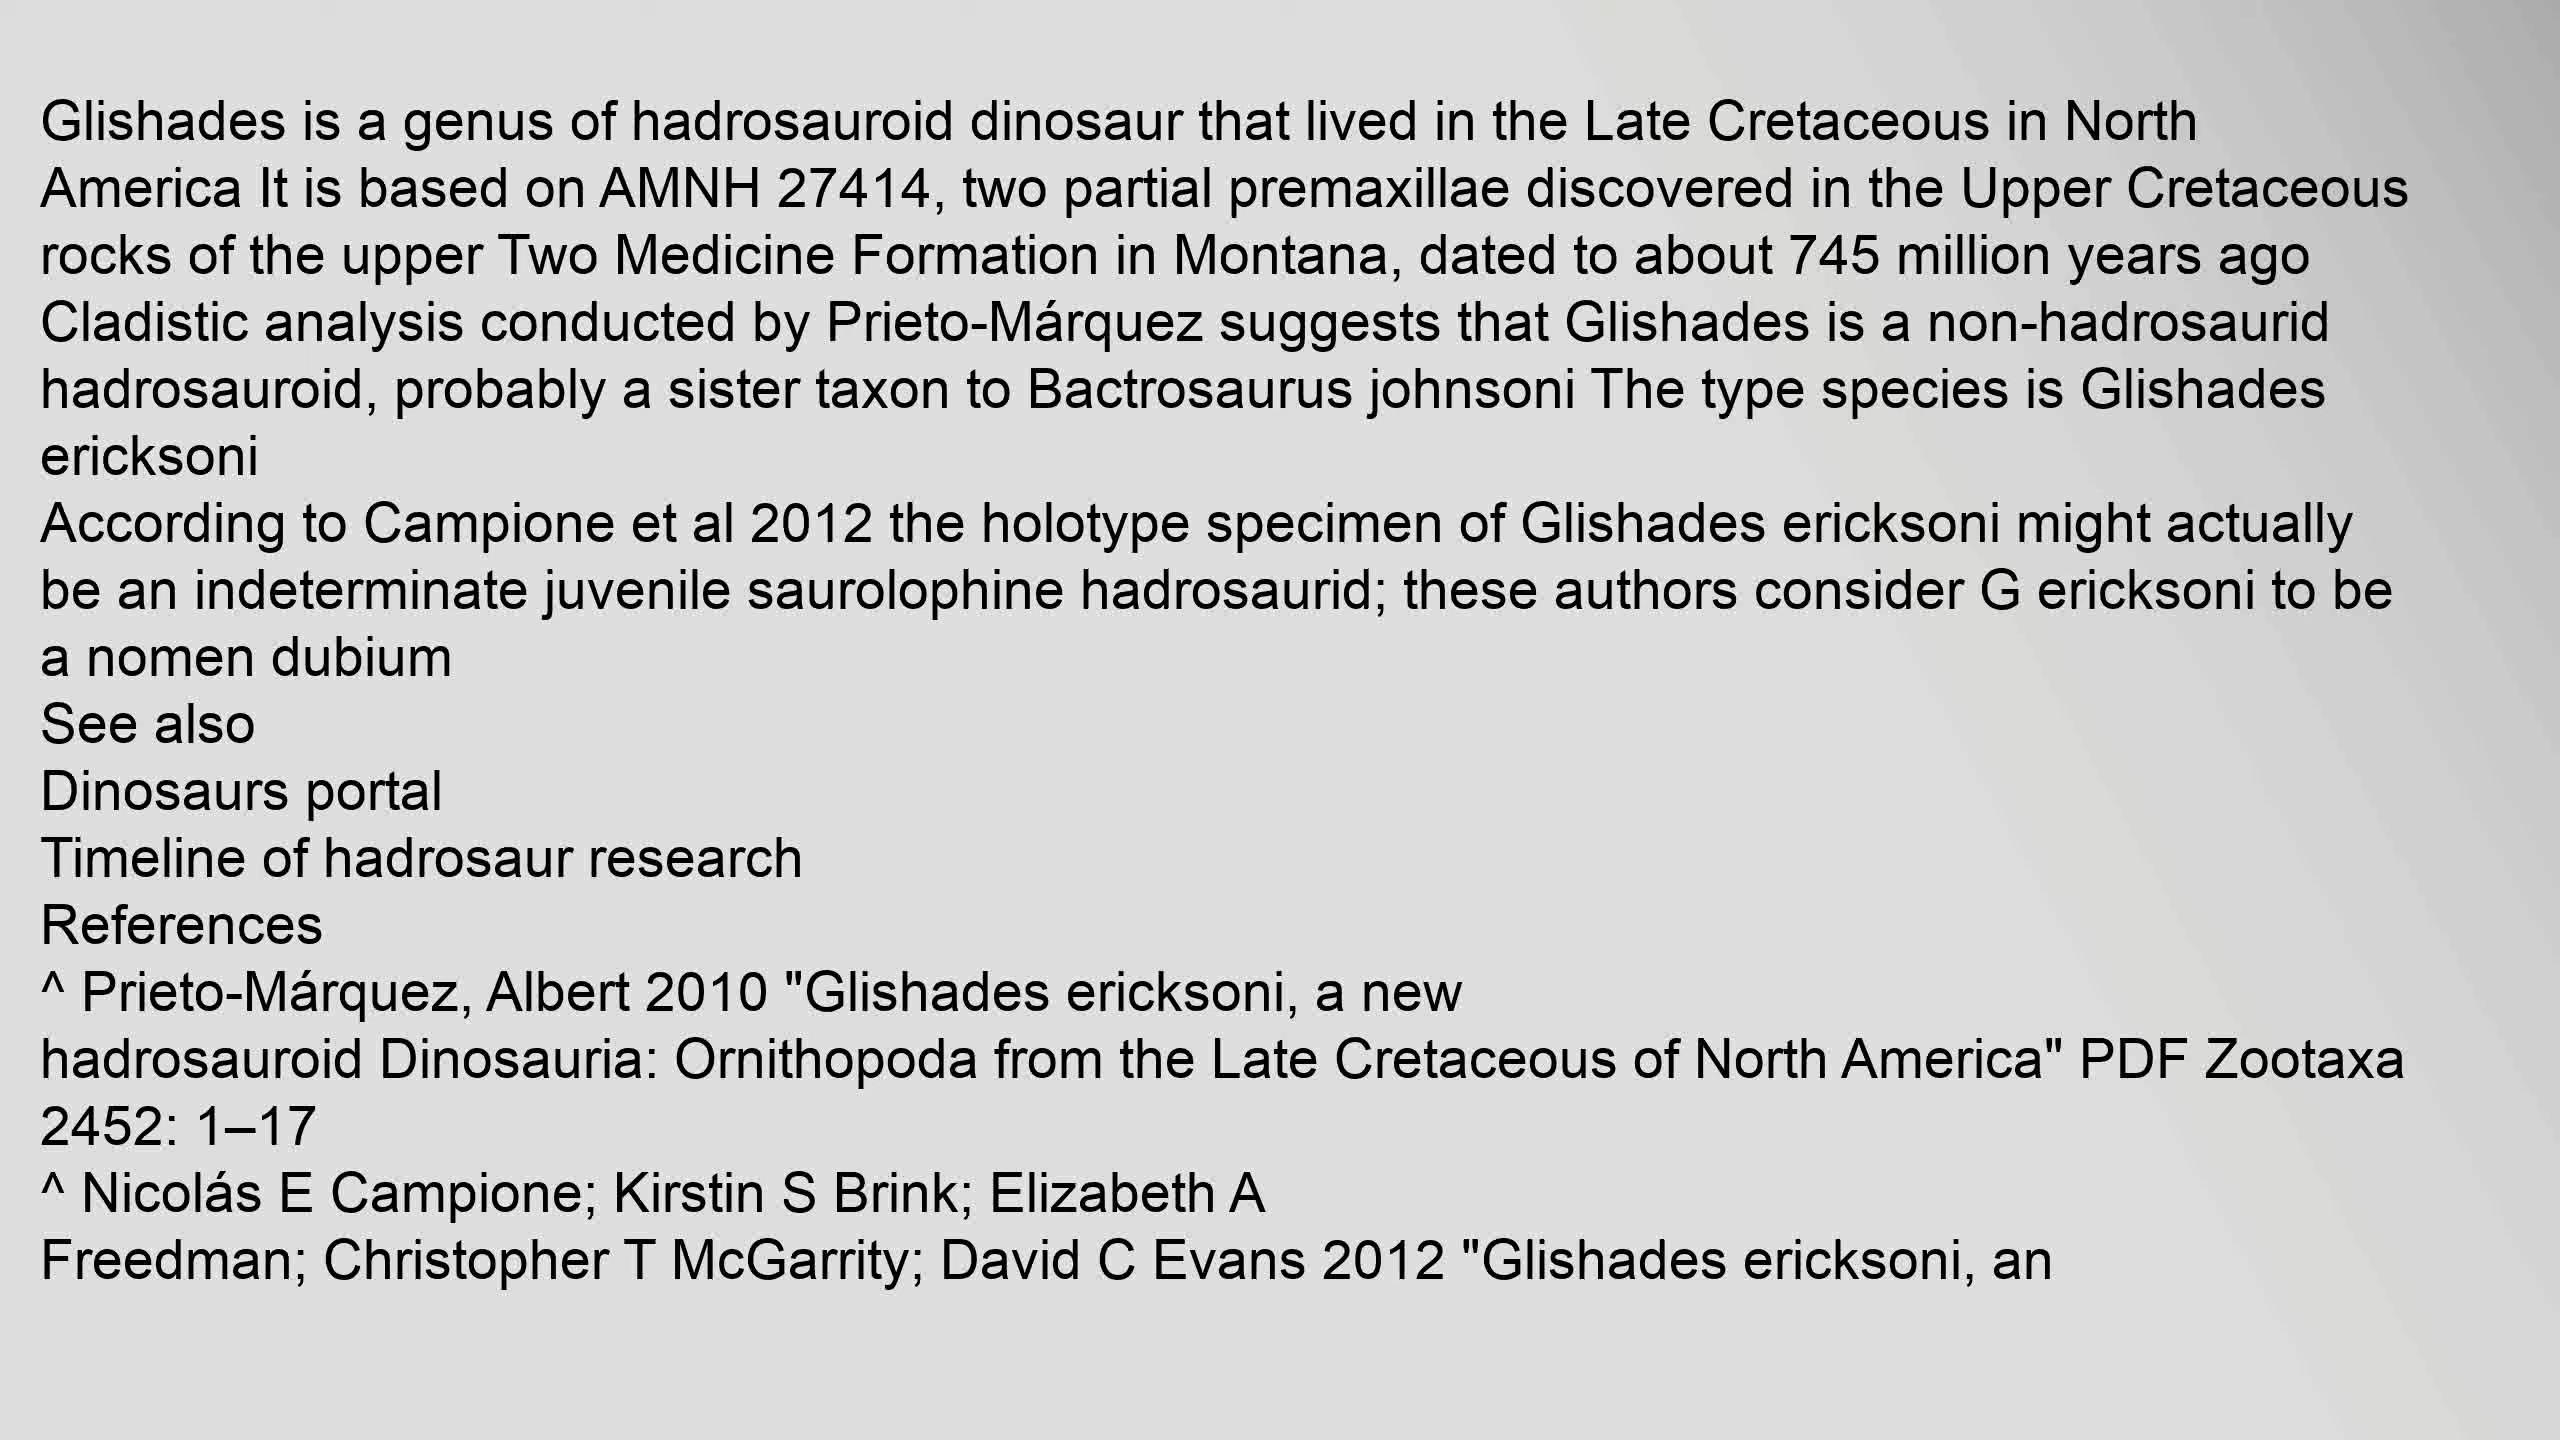 Glishades is a genus of hadrosauroid dinosaur that lived in the Late Cretaceous in North
America It is based on AMNH 27414, two partial premaxillae discovered in the Upper Cretaceous
rocks of the upper Two Medicine Formation in Montana, dated to about 745 million years ago
Cladistic analysis conducted by Prieto-Márquez suggests that Glishades is a non-hadrosaurid
hadrosauroid, probably a sister taxon to Bactrosaurus johnsoni The type species is Glishades
ericksoni
According to Campione et al 2012 the holotype specimen of Glishades ericksoni might actually
be an indeterminate juvenile saurolophine hadrosaurid; these authors consider G ericksoni to be
a nomen dubium
See also
Dinosaurs portal
Timeline of hadrosaur research
References
^ Prieto-Márquez, Albert 2010 "Glishades ericksoni, a new
hadrosauroid Dinosauria: Ornithopoda from the Late Cretaceous of North America" PDF Zootaxa
2452: 1–17
^ Nicolás E Campione; Kirstin S Brink; Elizabeth A
Freedman; Christopher T McGarrity; David C Evans 2012 "Glishades ericksoni, an